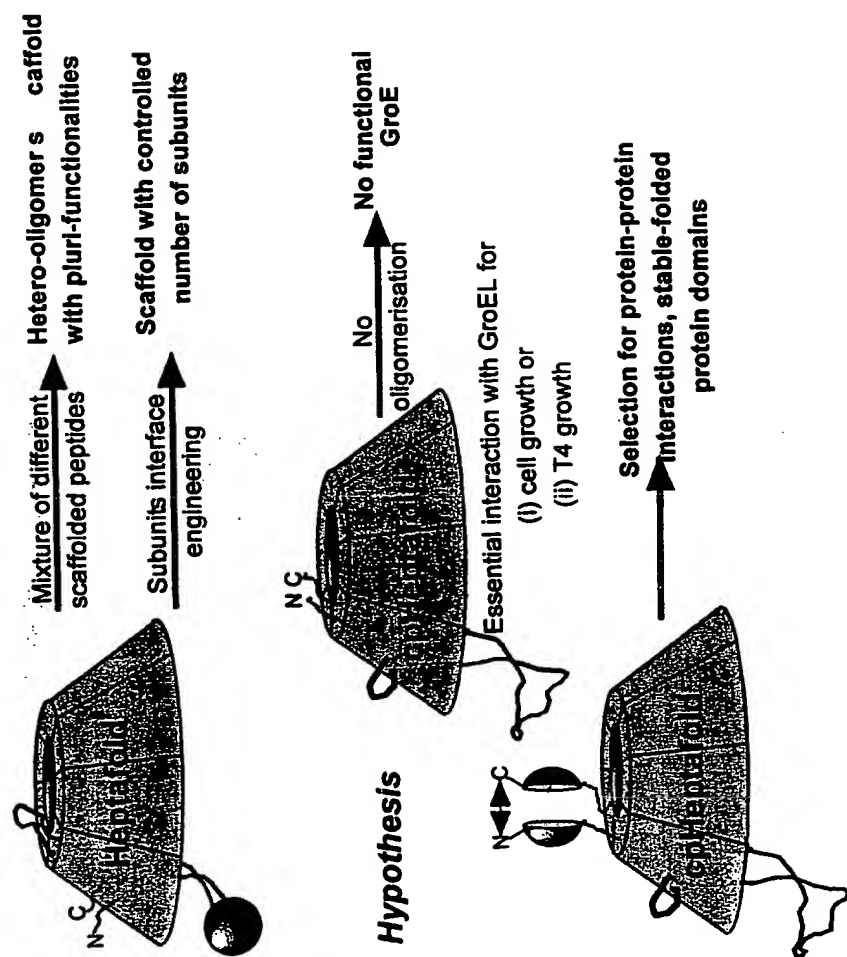 Mixture of different
scaffolded peptides
Hetero-oligomer s caffold
with pluri-functionalities
Subunits interface
engineering
Scaffold with controlled
number of subunits
Heptafold
N C
Hypothesis
N C
cpHeptafold
No
oligomerisation
No functional
GroE
Essential interaction with GroEL for
(i) cell growth or
(ii) T4 growth
N C
cpHeptafold
Selection for protein-protein
interactions, stable-folded
protein domains